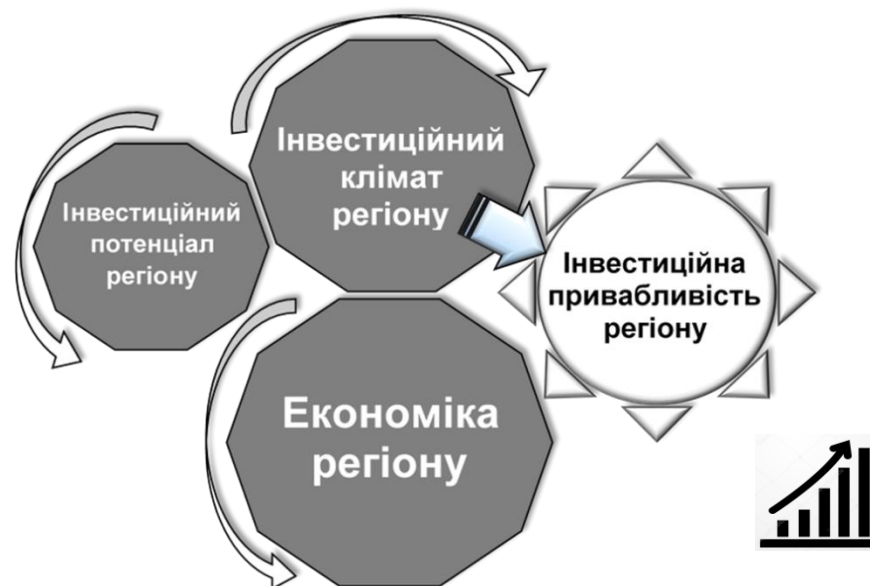 Інвестиційний
клімат
регіону
Інвестиційний
потенціал
регіону
Інвестиційна
привабливість
регіону
Економіка
регіону